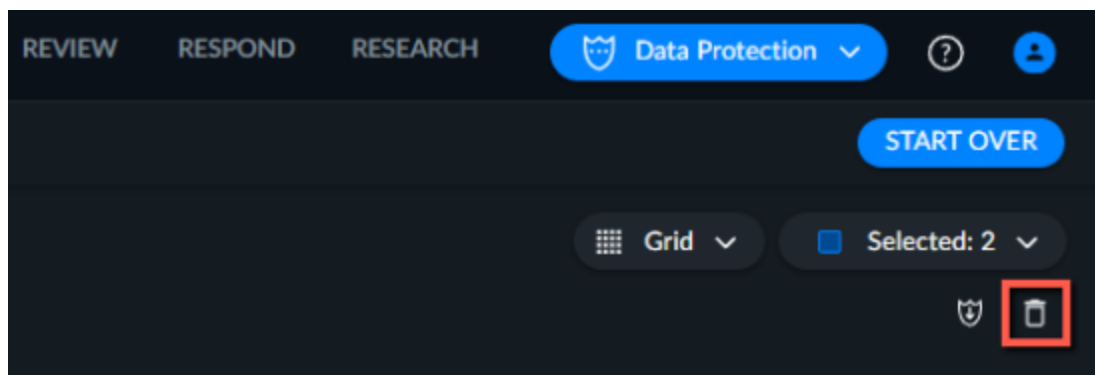 REVIEW RESPOND RESEARCH Data Protection ?
START OVER
Grid Selected: 2